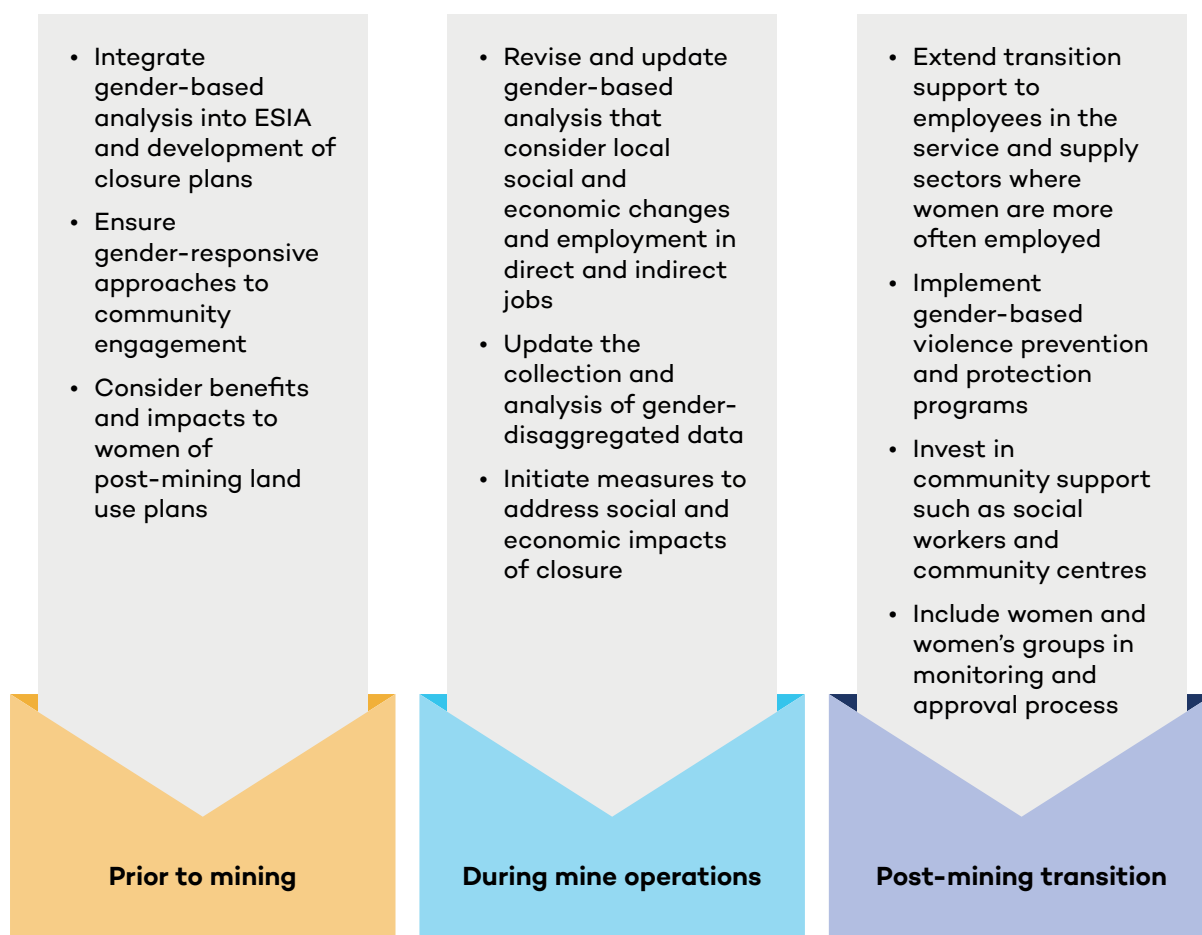 • Integrate
gender-based
analysis into ESIA
and development of
closure plans
• Ensure
gender-responsive
approaches to
community
engagement
• Consider benefits
and impacts to
women of
post-mining land
use plans
Prior to mining
• Revise and update
gender-based
analysis that
consider local
social and
economic changes
and employment in
direct and indirect
jobs
• Update the
collection and
analysis of gender-
disaggregated data
• Initiate measures to
address social and
economic impacts
of closure
During mine operations
• Extend transition
support to
employees in the
service and supply
sectors where
women are more
often employed
• Implement
gender-based
violence prevention
and protection
programs
• Invest in
community support
such as social
workers and
community centres
• Include women and
women’s groups in
monitoring and
approval process
Post-mining transition